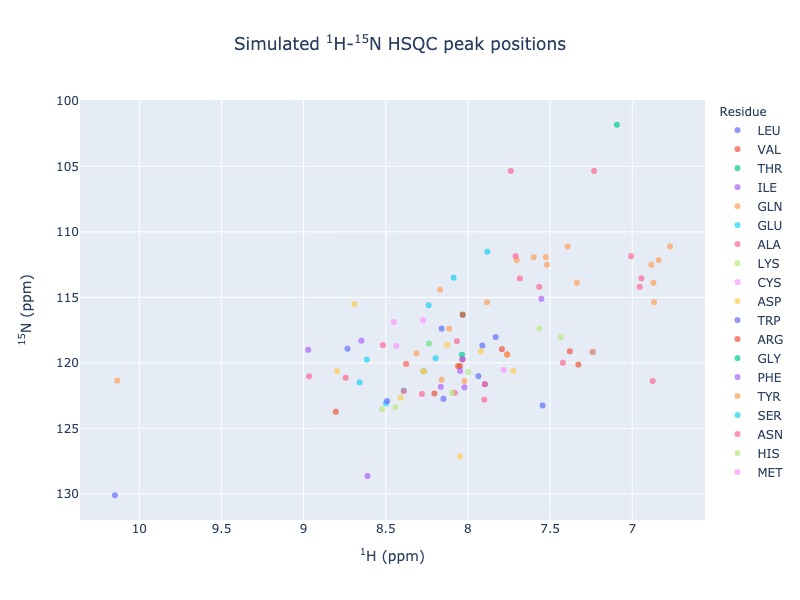 Simulated ¹H-¹⁵N HSQC peak positions
100
105
110
115
120
125
130
¹⁵N (ppm)
10
9.5
9
8.5
8
7.5
7
¹H (ppm)
Residue
LEU
VAL
THR
ILE
GLN
GLU
ALA
LYS
CYS
ASP
TRP
ARG
GLY
PHE
TYR
SER
ASN
HIS
MET